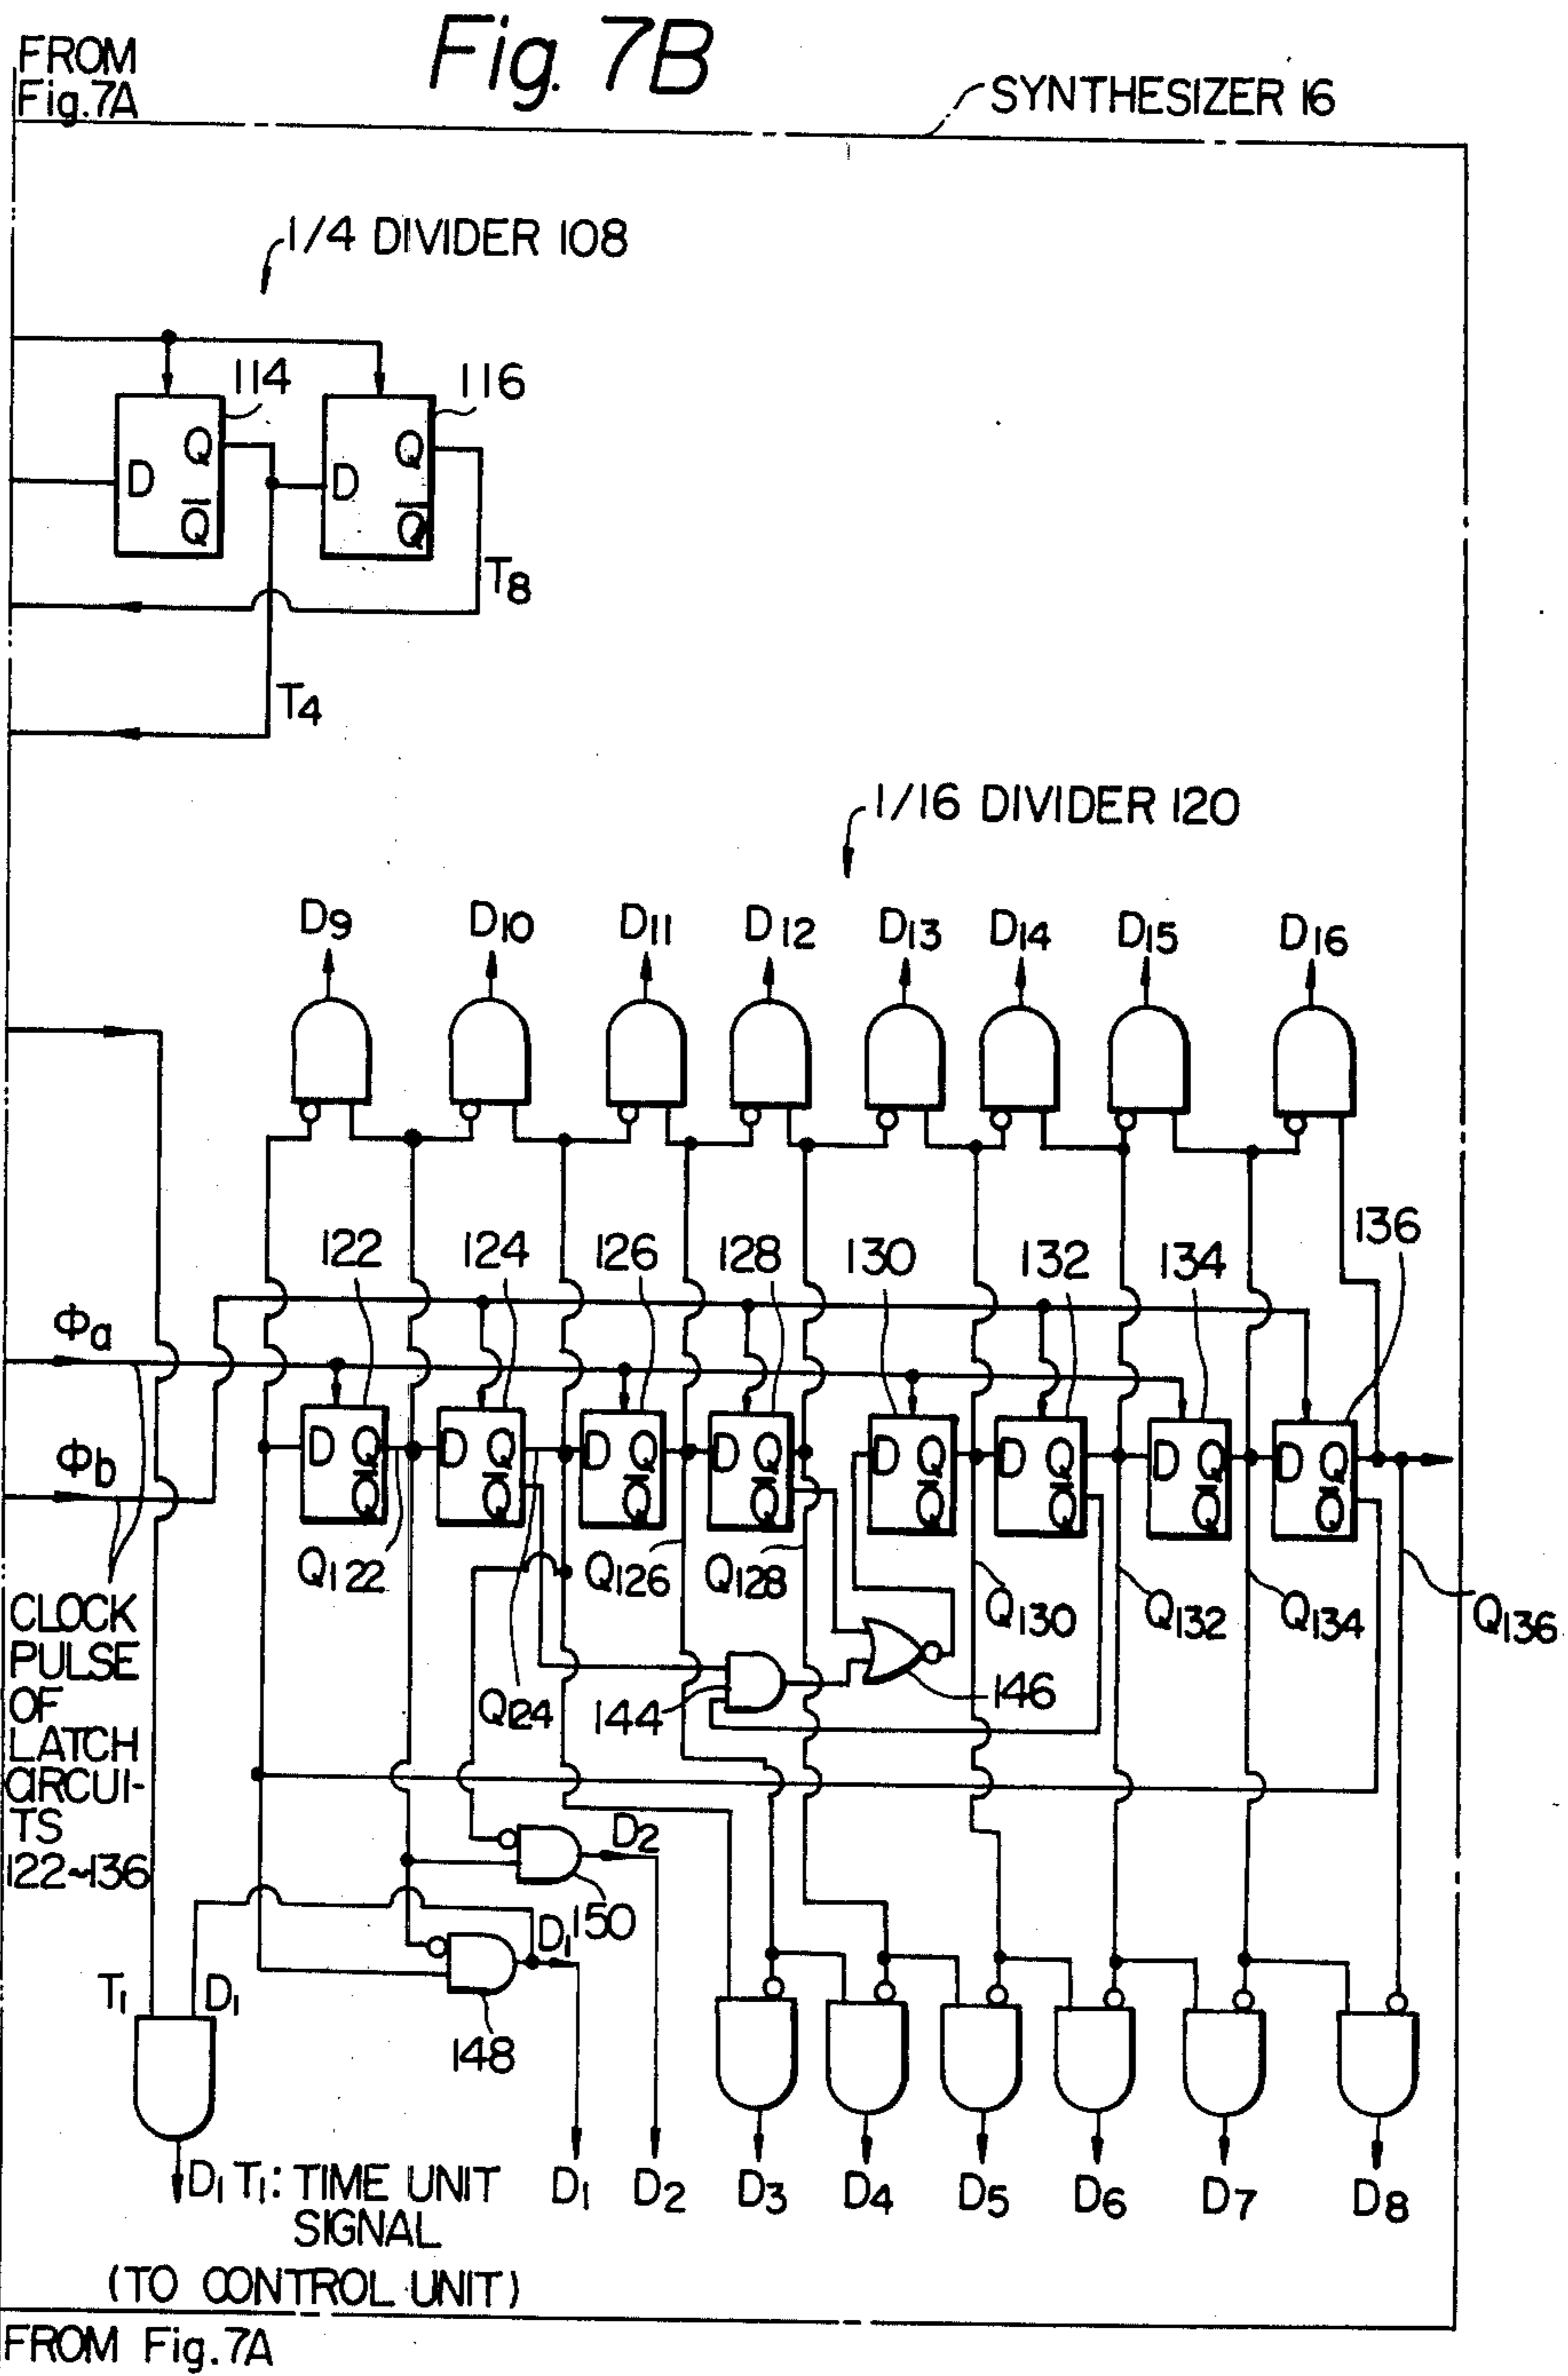 Fig. 7B
FROM
Fig. 7A
SYNTHESIZER 16
1/4 DIVIDER 108
114
116
D Q
Q̅
D Q
Q̅
T8
T4
1/16 DIVIDER 120
D9 D10 D11 D12 D13 D14 D15 D16
122 124 126 128 130 132 134 136
Φa
Φb
D Q D Q D Q D Q D Q D Q D Q D Q
Q̅ Q̅ Q̅ Q̅ Q̅ Q̅ Q̅ Q̅
Q122 Q126 Q128 Q130 Q132 Q134 Q136
Q124 144 146
CLOCK
PULSE
OF
LATCH
CIRCUI-
TS
122~136
D2
150
D1
T1 D1
148
D1 T1: TIME UNIT
SIGNAL
(TO CONTROL UNIT)
D1 D2 D3 D4 D5 D6 D7 D8
FROM Fig. 7A